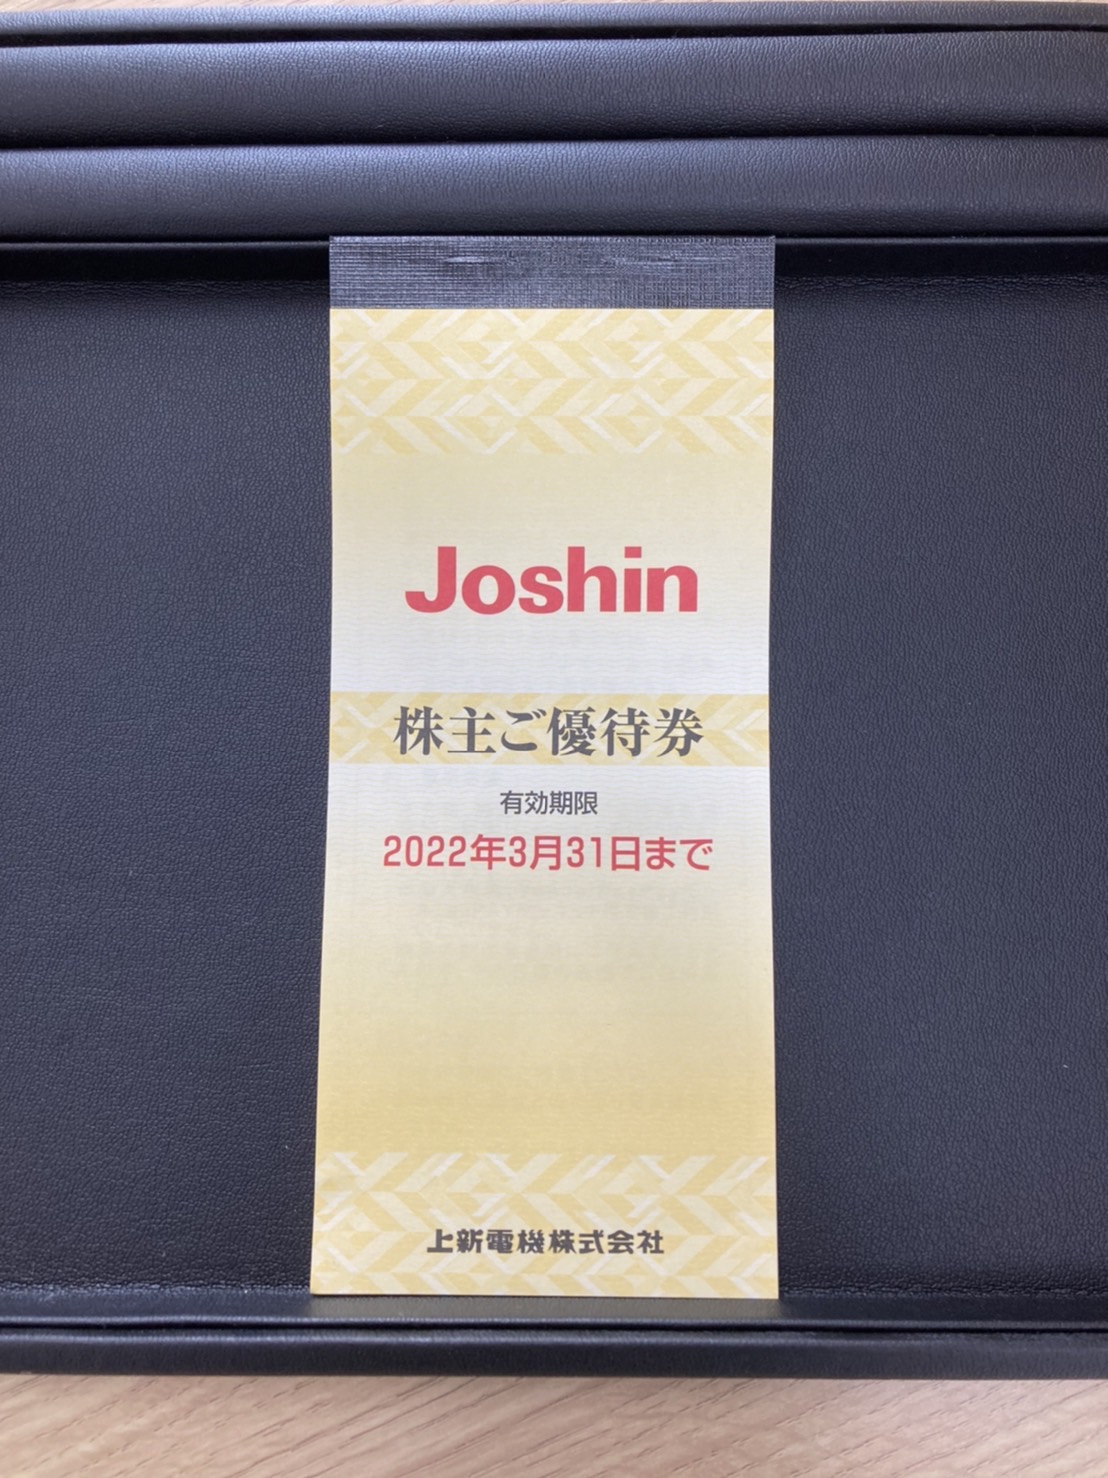 Joshin
株主ご優待券
有効期限
2022年3月31日まで
上新電機株式会社